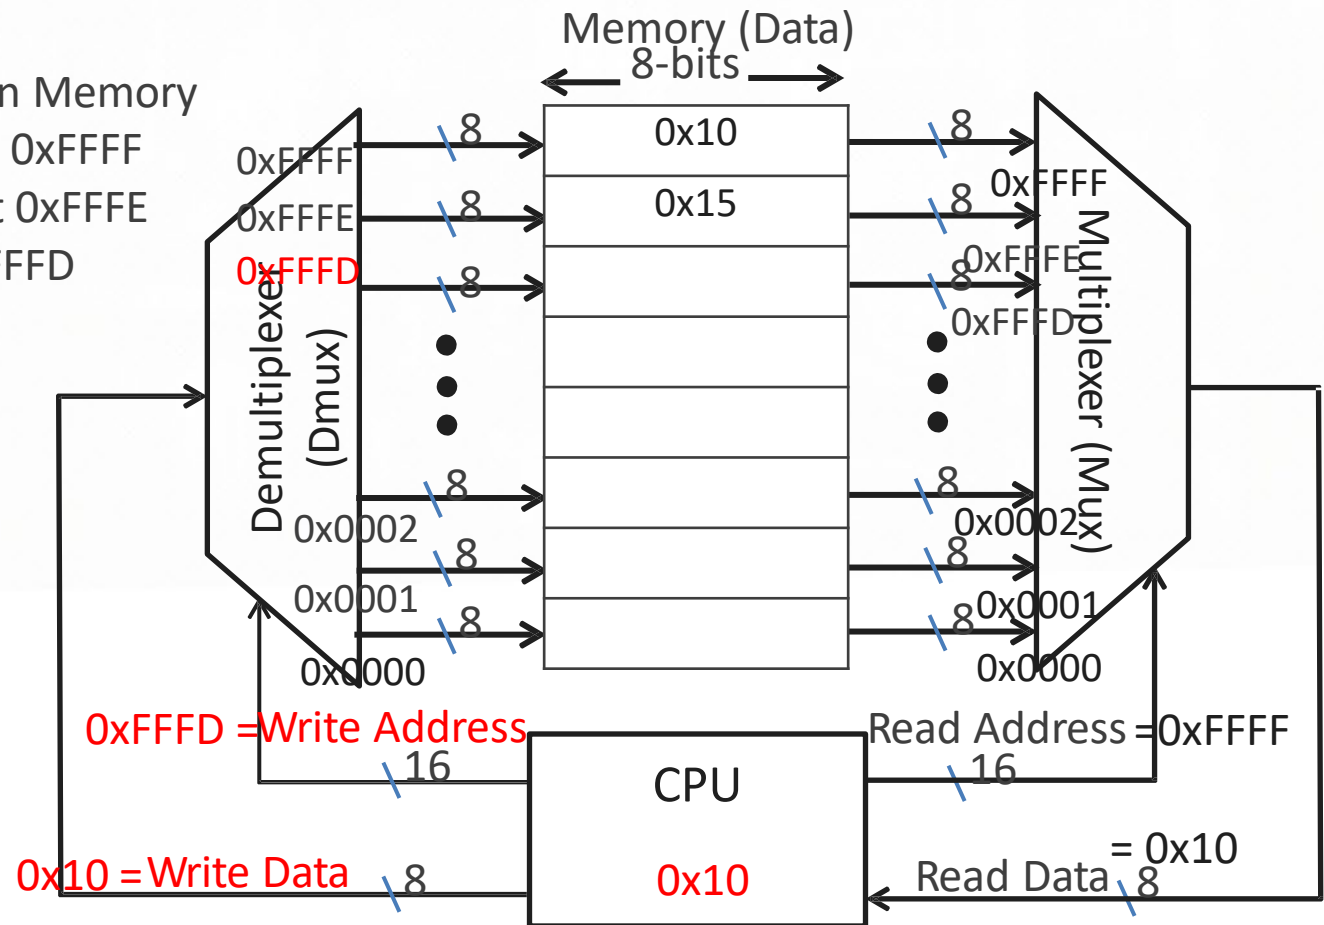 Memory (Data)
8-bits
n Memory
0xFFFF
t 0xFFFE
FFD
0xFFFF
0xFFFE
0xFFFD
8
8
8
0x10
0x15
8
8
8
0xFFFF
0xFFFE
0xFFFD
Demultiplexer
(Dmux)
Multiplexer (Mux)
8
0x0002
8
0x0001
8
0x0000
8
0x0002
8
0x0001
8
0x0000
0xFFFD =Write Address
16
Read Address =0xFFFF
16
CPU
0x10
0x10 =Write Data
8
= 0x10
Read Data
8